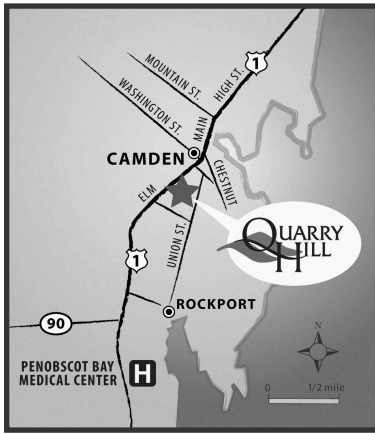 1
MOUNTAIN ST.
HIGH ST.
WASHINGTON ST.
MAIN
CAMDEN
CHESTNUT
ELM
QUARRY
HILL
UNION ST.
1
ROCKPORT
90
N
PENOBSCOT BAY
MEDICAL CENTER
H
0 1/2 mile